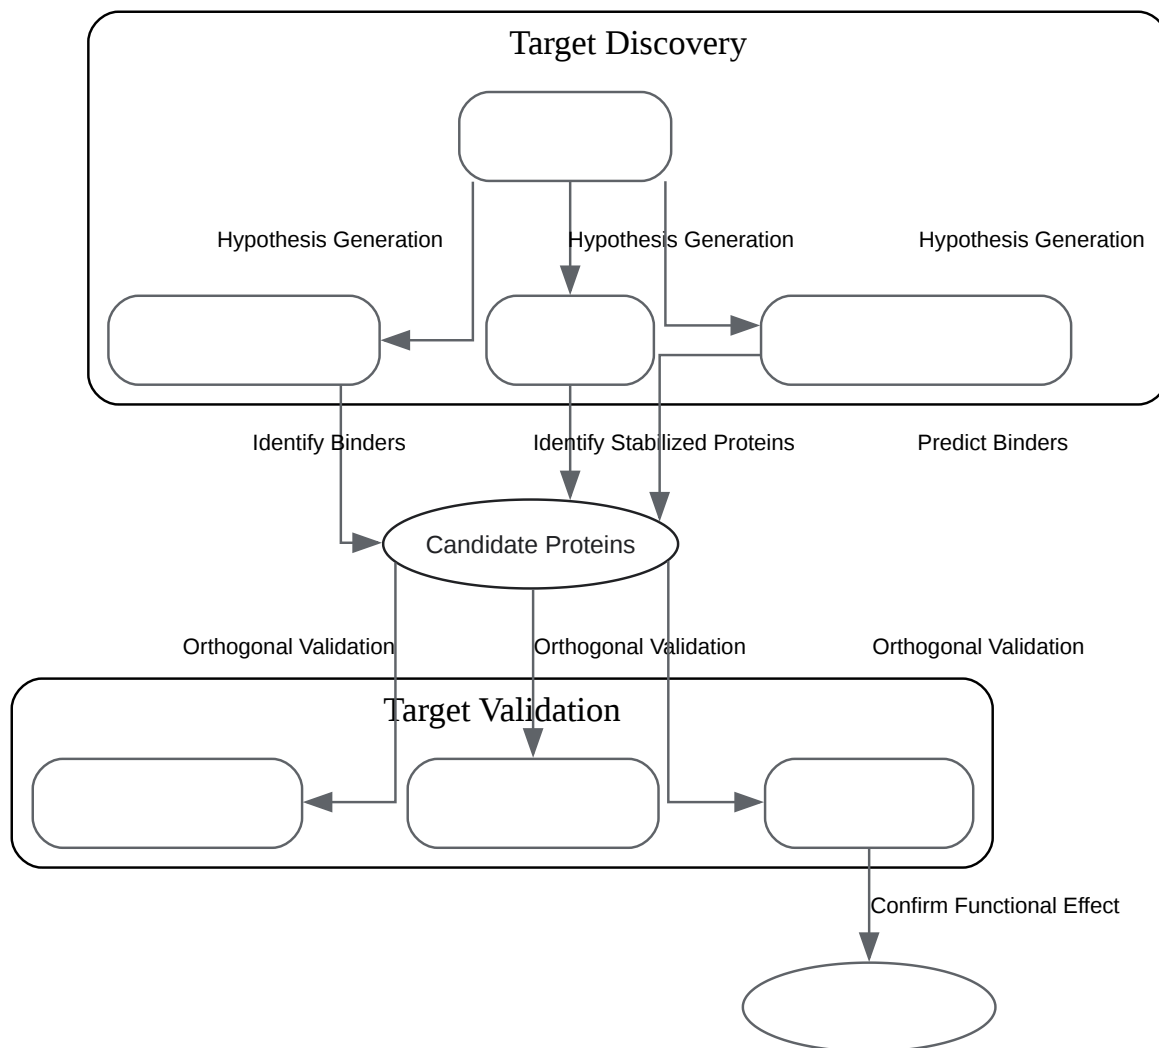 Target Discovery
Hypothesis Generation
Hypothesis Generation
Hypothesis Generation
Identify Binders
Identify Stabilized Proteins
Predict Binders
Candidate Proteins
Orthogonal Validation
Orthogonal Validation
Orthogonal Validation
Target Validation
Confirm Functional Effect